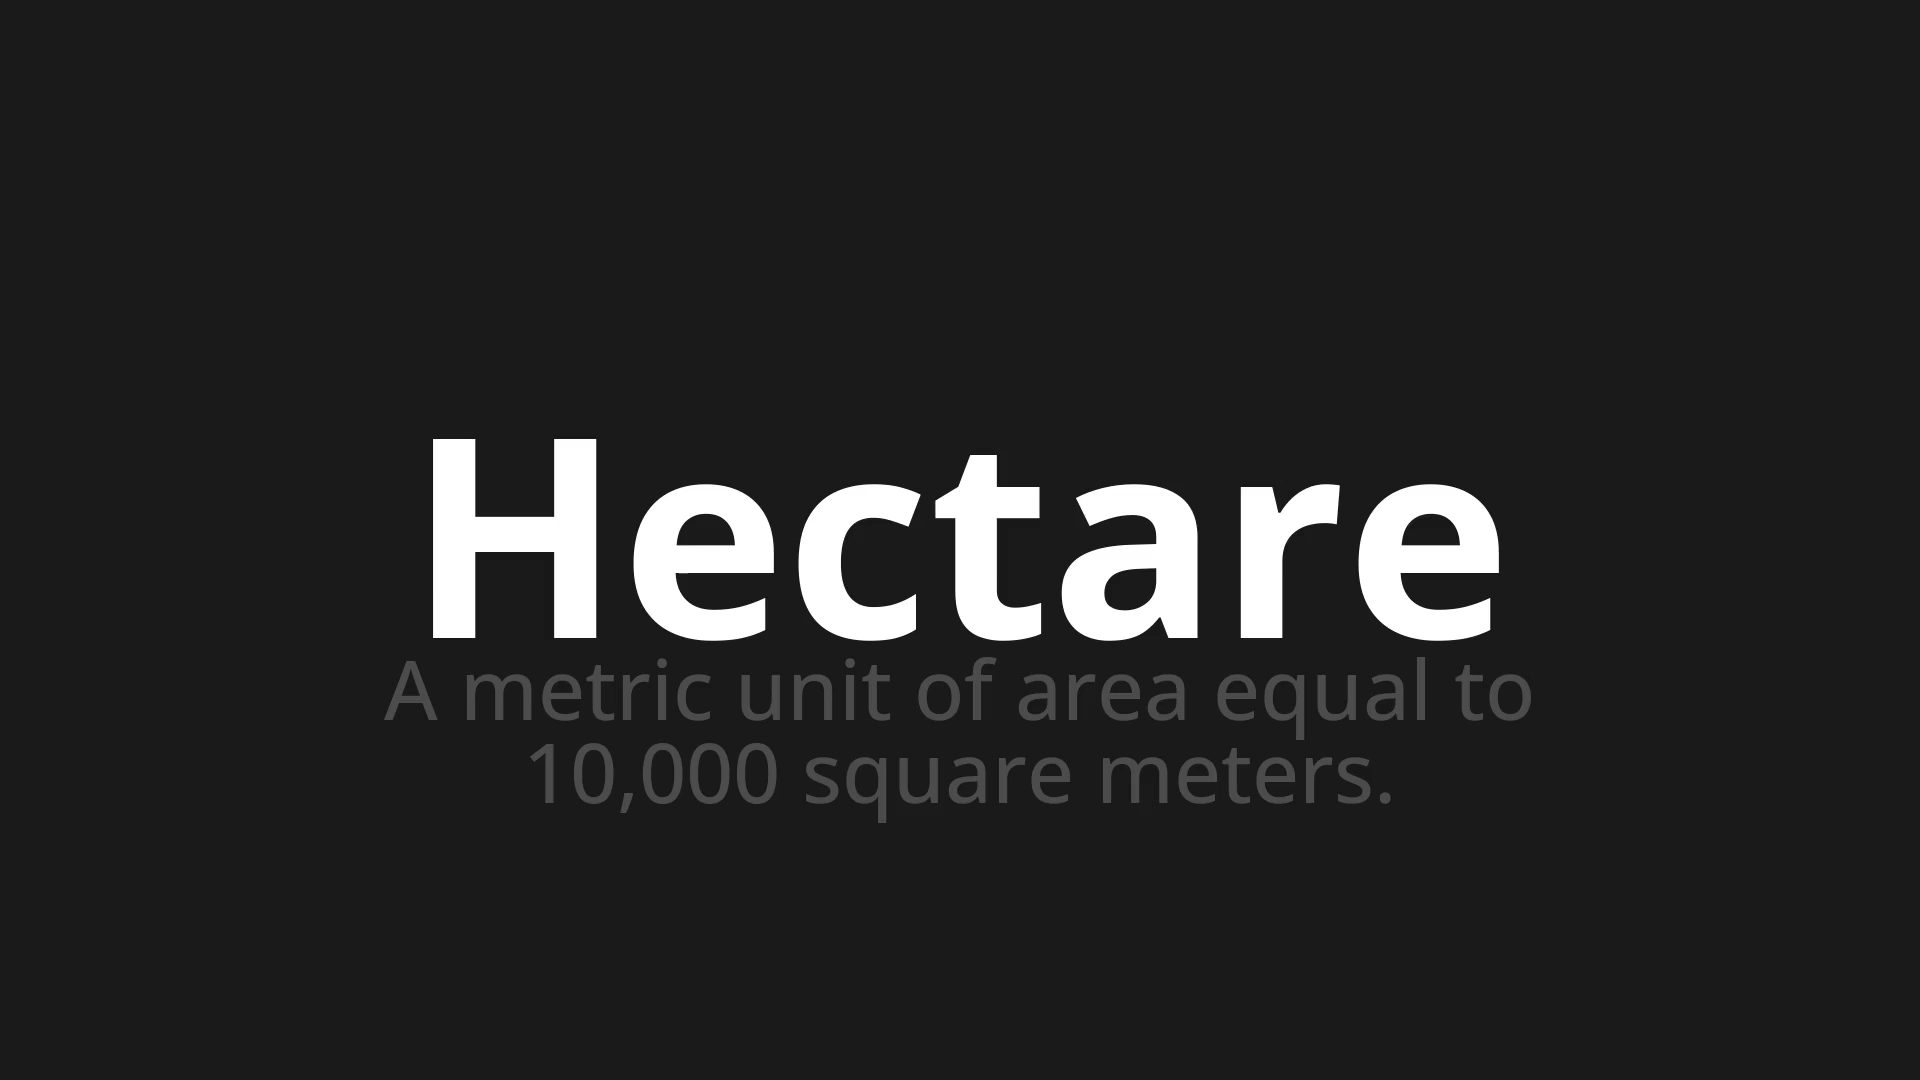 Hectare
A metric unit of area equal to
10,000 square meters.